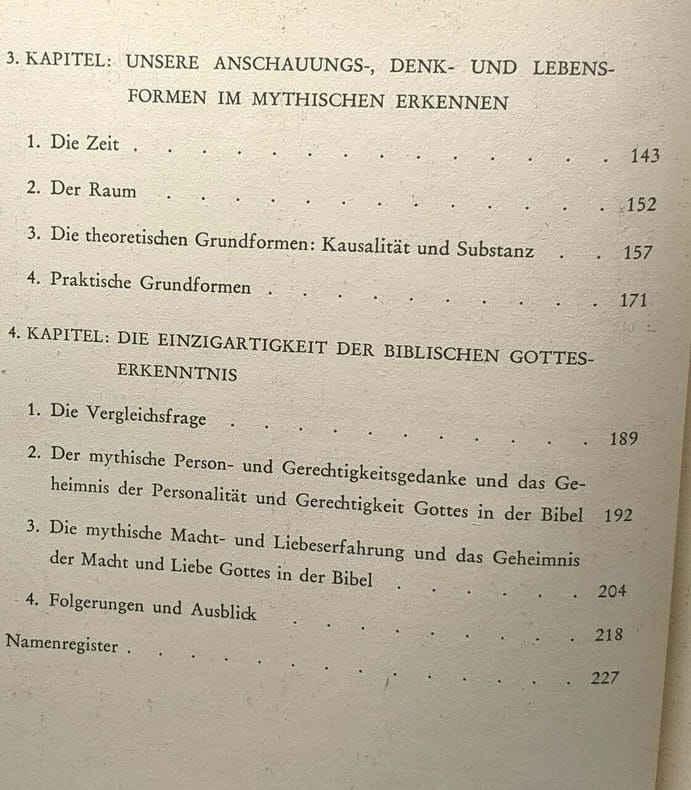 3. KAPITEL: UNSERE ANSCHAUUNGS-, DENK- UND LEBENS-
FORMEN IM MYTHISCHEN ERKENNEN
1. Die Zeit . . . . . . . . . . . . . . 143
2. Der Raum . . . . . . . . . . . . . 152
3. Die theoretischen Grundformen: Kausalität und Substanz . . 157
4. Praktische Grundformen . . . . . . . . . . 171
4. KAPITEL: DIE EINZIGARTIGKEIT DER BIBLISCHEN GOTTES-
ERKENNTNIS
1. Die Vergleichsfrage . . . . . . . . . . . 189
2. Der mythische Person- und Gerechtigkeitsgedanke und das Ge-
heimnis der Personalität und Gerechtigkeit Gottes in der Bibel 192
3. Die mythische Macht- und Liebeserfahrung und das Geheimnis
der Macht und Liebe Gottes in der Bibel . . . . . . 204
4. Folgerungen und Ausblick . . . . . . . . . 218
Namenregister . . . . . . . . . . . . . . 227